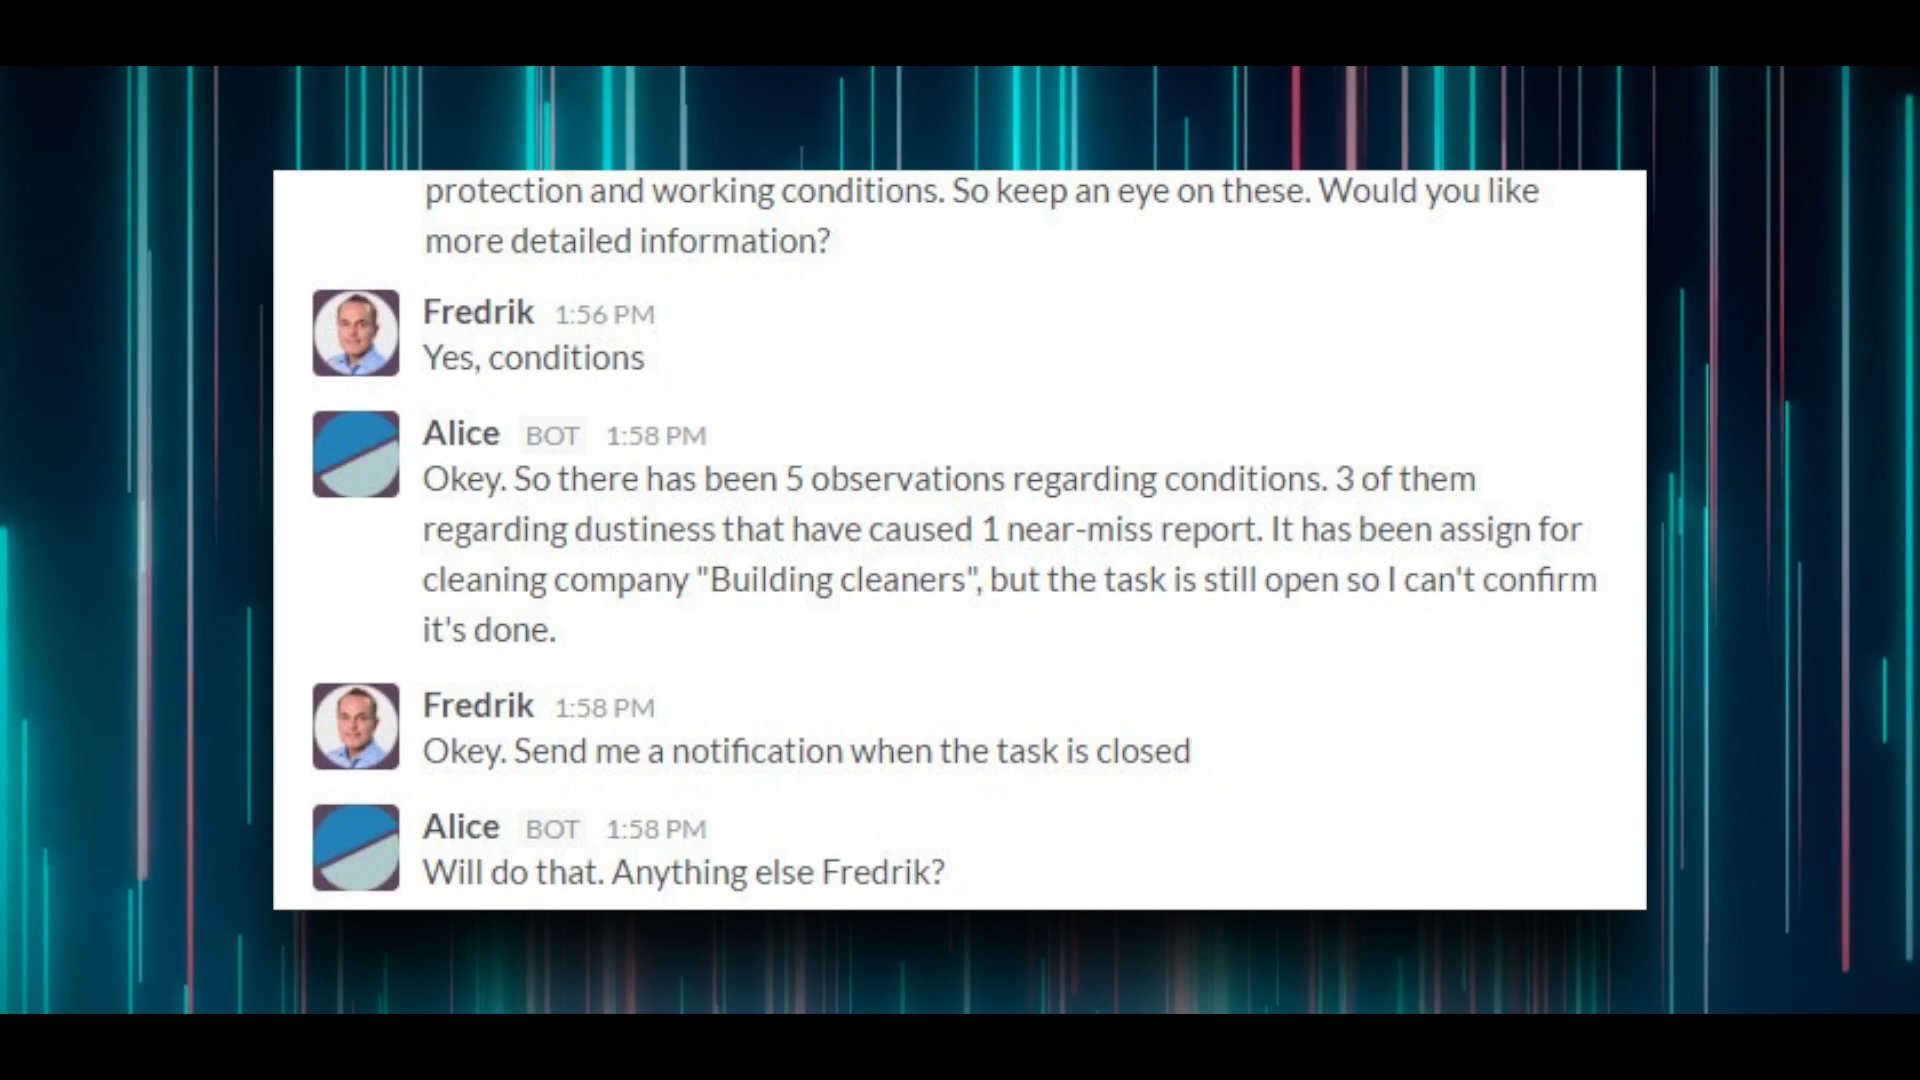 protection and working conditions. So keep an eye on these. Would you like
more detailed information?
Fredrik 1:56 PM
Yes, conditions
Alice BOT 1:58 PM
Okey. So there has been 5 observations regarding conditions. 3 of them
regarding dustiness that have caused 1 near-miss report. It has been assign for
cleaning company "Building cleaners", but the task is still open so I can't confirm
it's done.
Fredrik 1:58 PM
Okey. Send me a notification when the task is closed
Alice BOT 1:58 PM
Will do that. Anything else Fredrik?